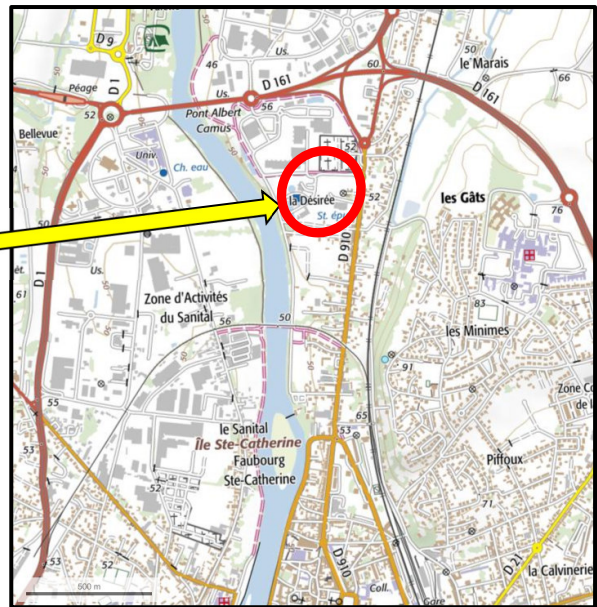 D 9
46
Us.
50
le Marais
66
D 161
60
D 1
Péage
Us.
56
D 161
52
Pont Albert
Camus
Bellevue
Univ.
Ch. eau
52
la Désirée
St. épu
52
les Gâts
76
D 910
61
D 1
Us.
Zone d'Activités
du Sanital
56
50
83
les Minimes
91
55
65
53
le Sanital
Île Ste-Catherine
Faubourg
Ste-Catherine
Piffoux
52
53
71
D 910
D 21
la Calvinerie
500 m
Coll.
Gare